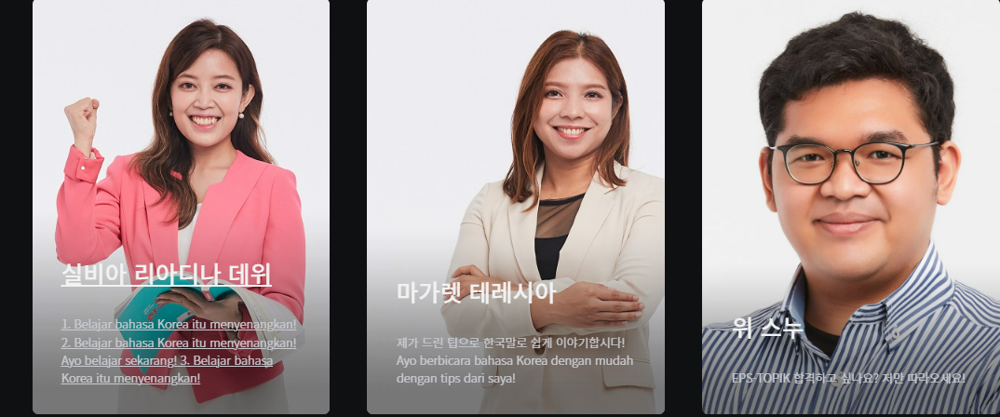 실비아 리아디나 데위
1. Belajar bahasa Korea itu menyenangkan!
2. Belajar bahasa Korea itu menyenangkan!
Ayo belajar sekarang! 3. Belajar bahasa
Korea itu menyenangkan!
마가렛 테레시아
제가 드린 팁으로 한국말로 쉽게 이야기합시다!
Ayo berbicara bahasa Korea dengan mudah
dengan tips dari saya!
위 스누
EPS-TOPIK 합격하고 싶나요? 저만 따라오세요!